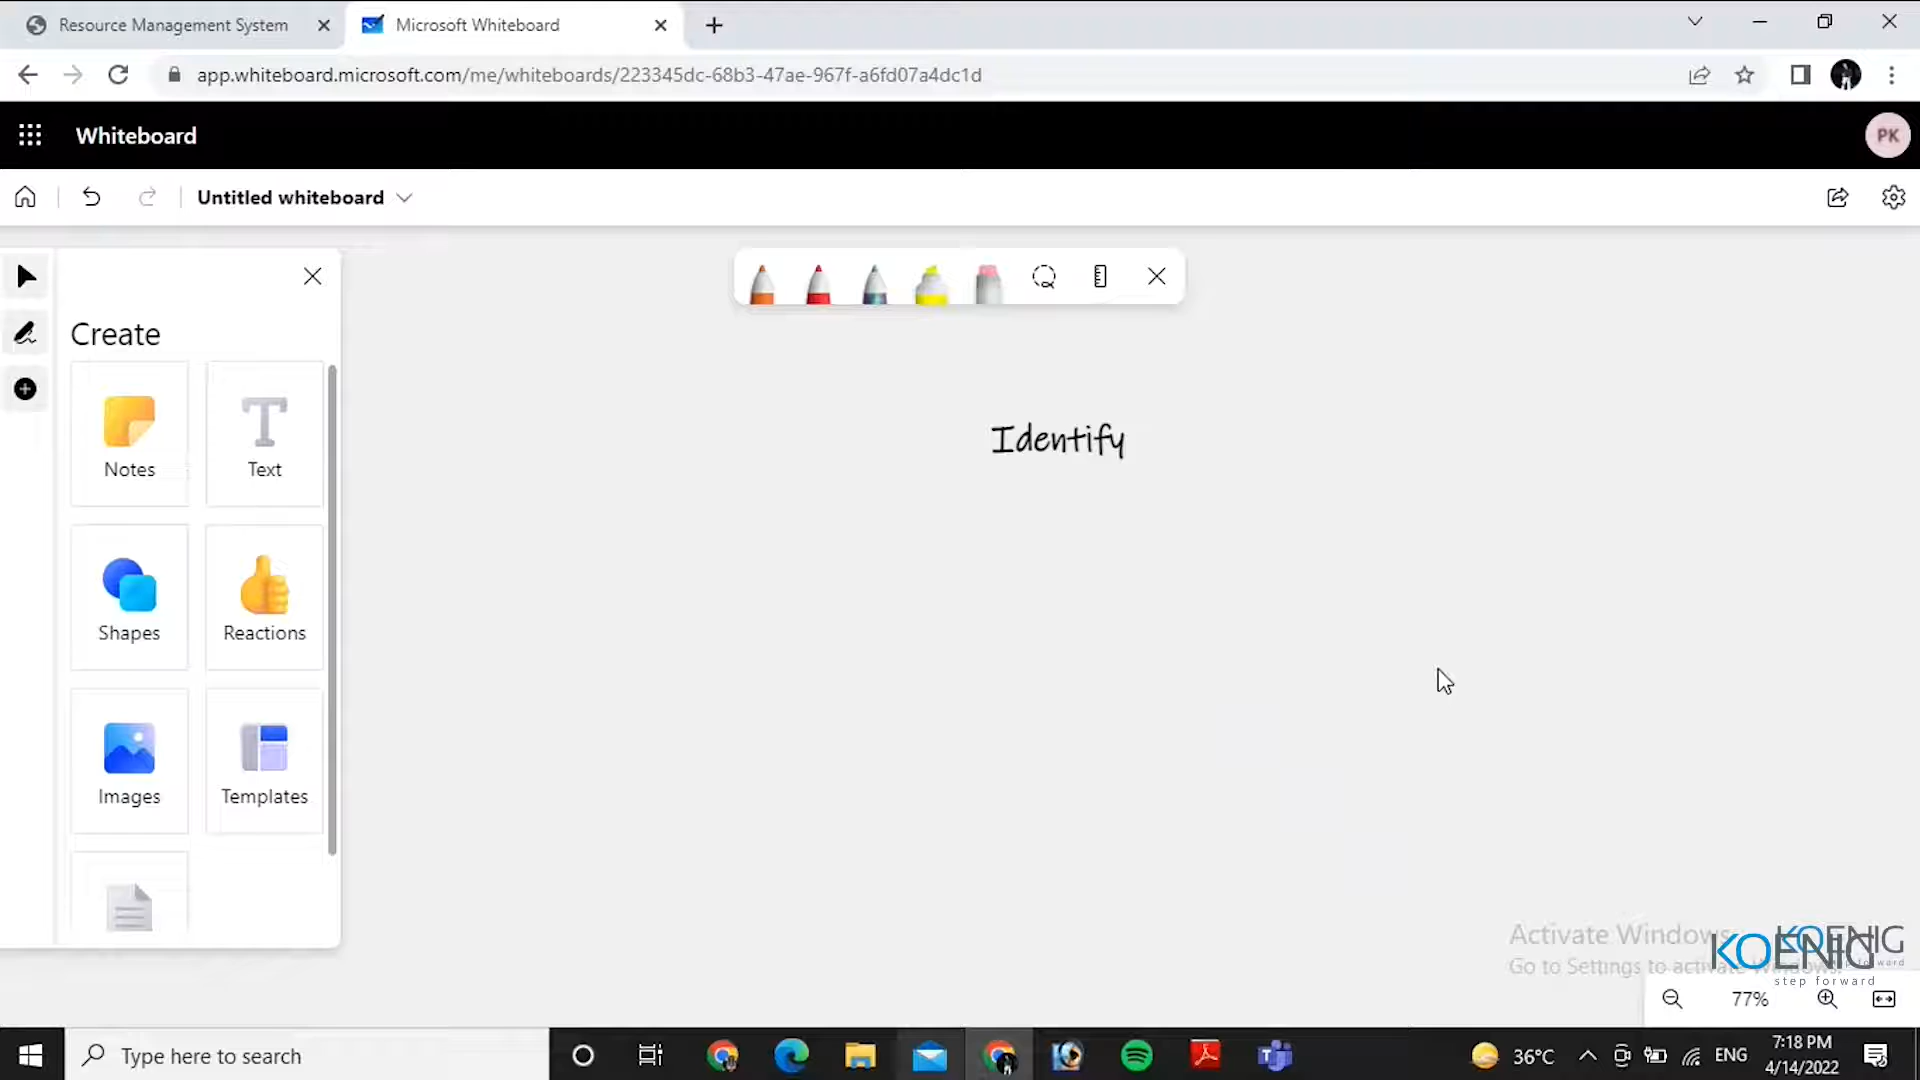 Resource Management System
Microsoft Whiteboard
app.whiteboard.microsoft.com/me/whiteboards/223345dc-68b3-47ae-967f-a6fd07a4dc1d
Whiteboard
PK
Untitled whiteboard
Create
Notes
Text
Shapes
Reactions
Images
Templates
Identify
Activate Windows
Go to Settings to activate Windows.
KOENIG
step forward
KOENIG
77%
Type here to search
36°C
ENG
7:18 PM
4/14/2022